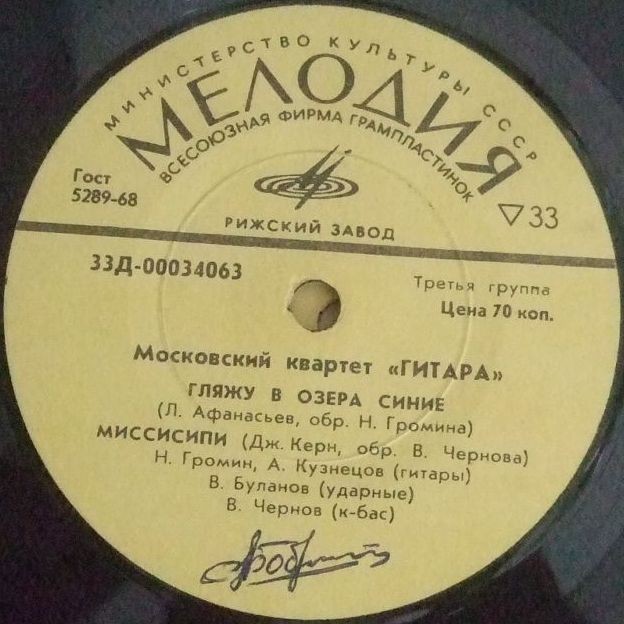 МИНИСТЕРСТВО КУЛЬТУРЫ СССР
МЕЛОДИЯ
ВСЕСОЮЗНАЯ ФИРМА ГРАМПЛАСТИНОК
Гост
5289-68
▽33
РИЖСКИЙ ЗАВОД
33Д-00034063
Третья группа
Цена 70 коп.
Московский квартет «ГИТАРА»
ГЛЯЖУ В ОЗЕРА СИНИЕ
(Л. Афанасьев, обр. Н. Громина)
МИССИСИПИ (Дж. Керн, обр. В. Чернова)
Н. Громин, А. Кузнецов (гитары)
В. Буланов (ударные)
В. Чернов (к-бас)